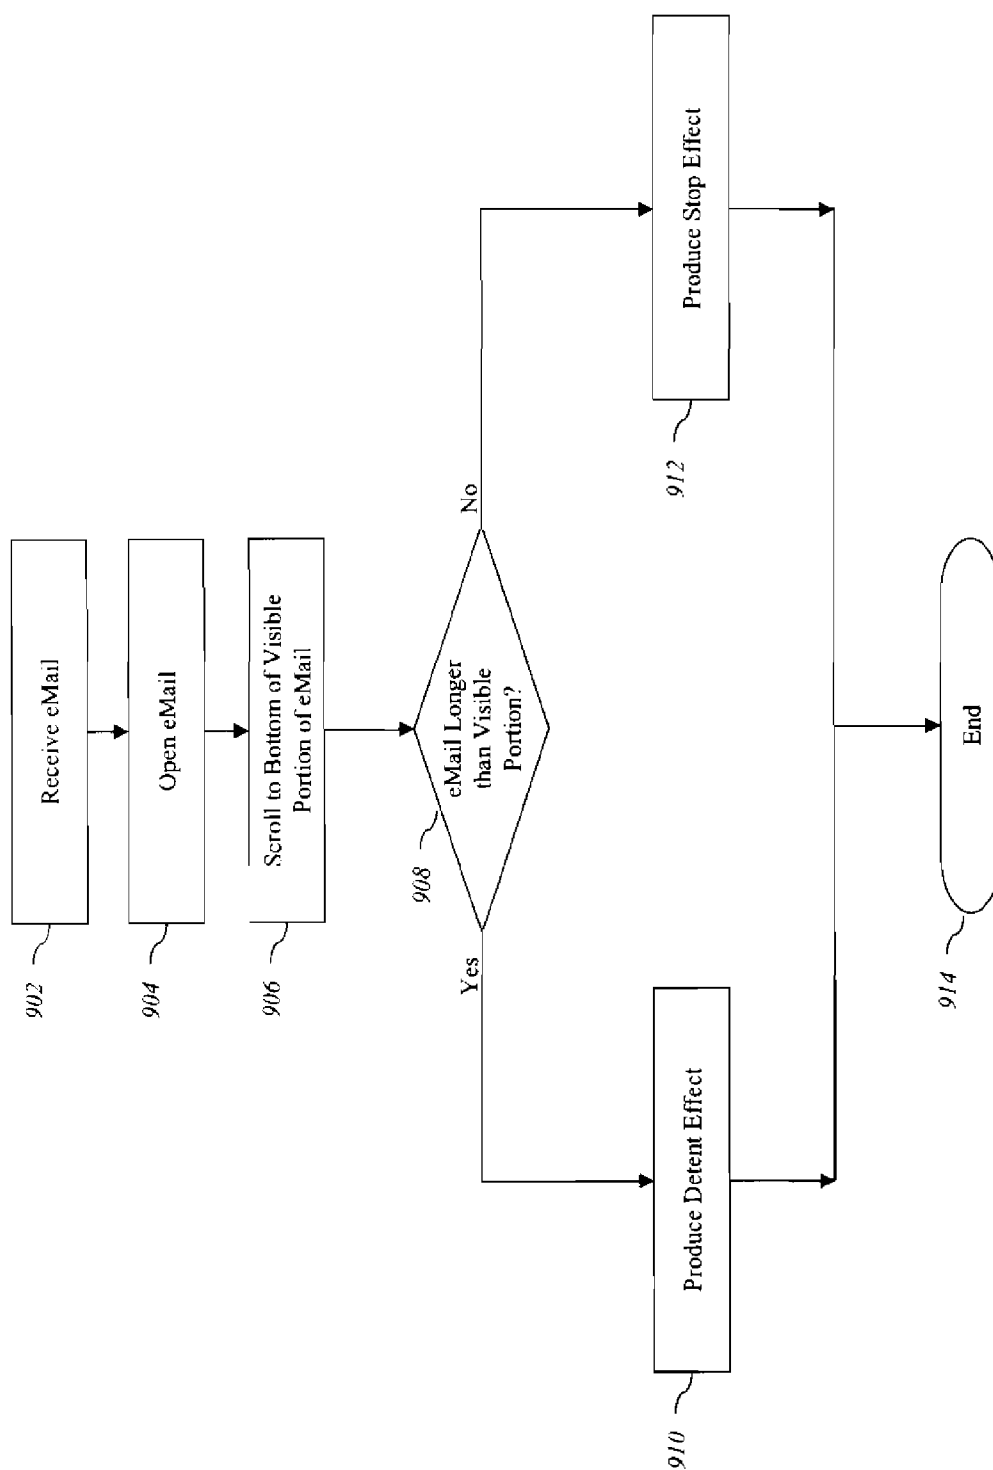 902
Receive eMail
904
Open eMail
906
Scroll to Bottom of Visible
Portion of eMail
908
eMail Longer
than Visible
Portion?
Yes
No
910
Produce Detent Effect
912
Produce Stop Effect
914
End